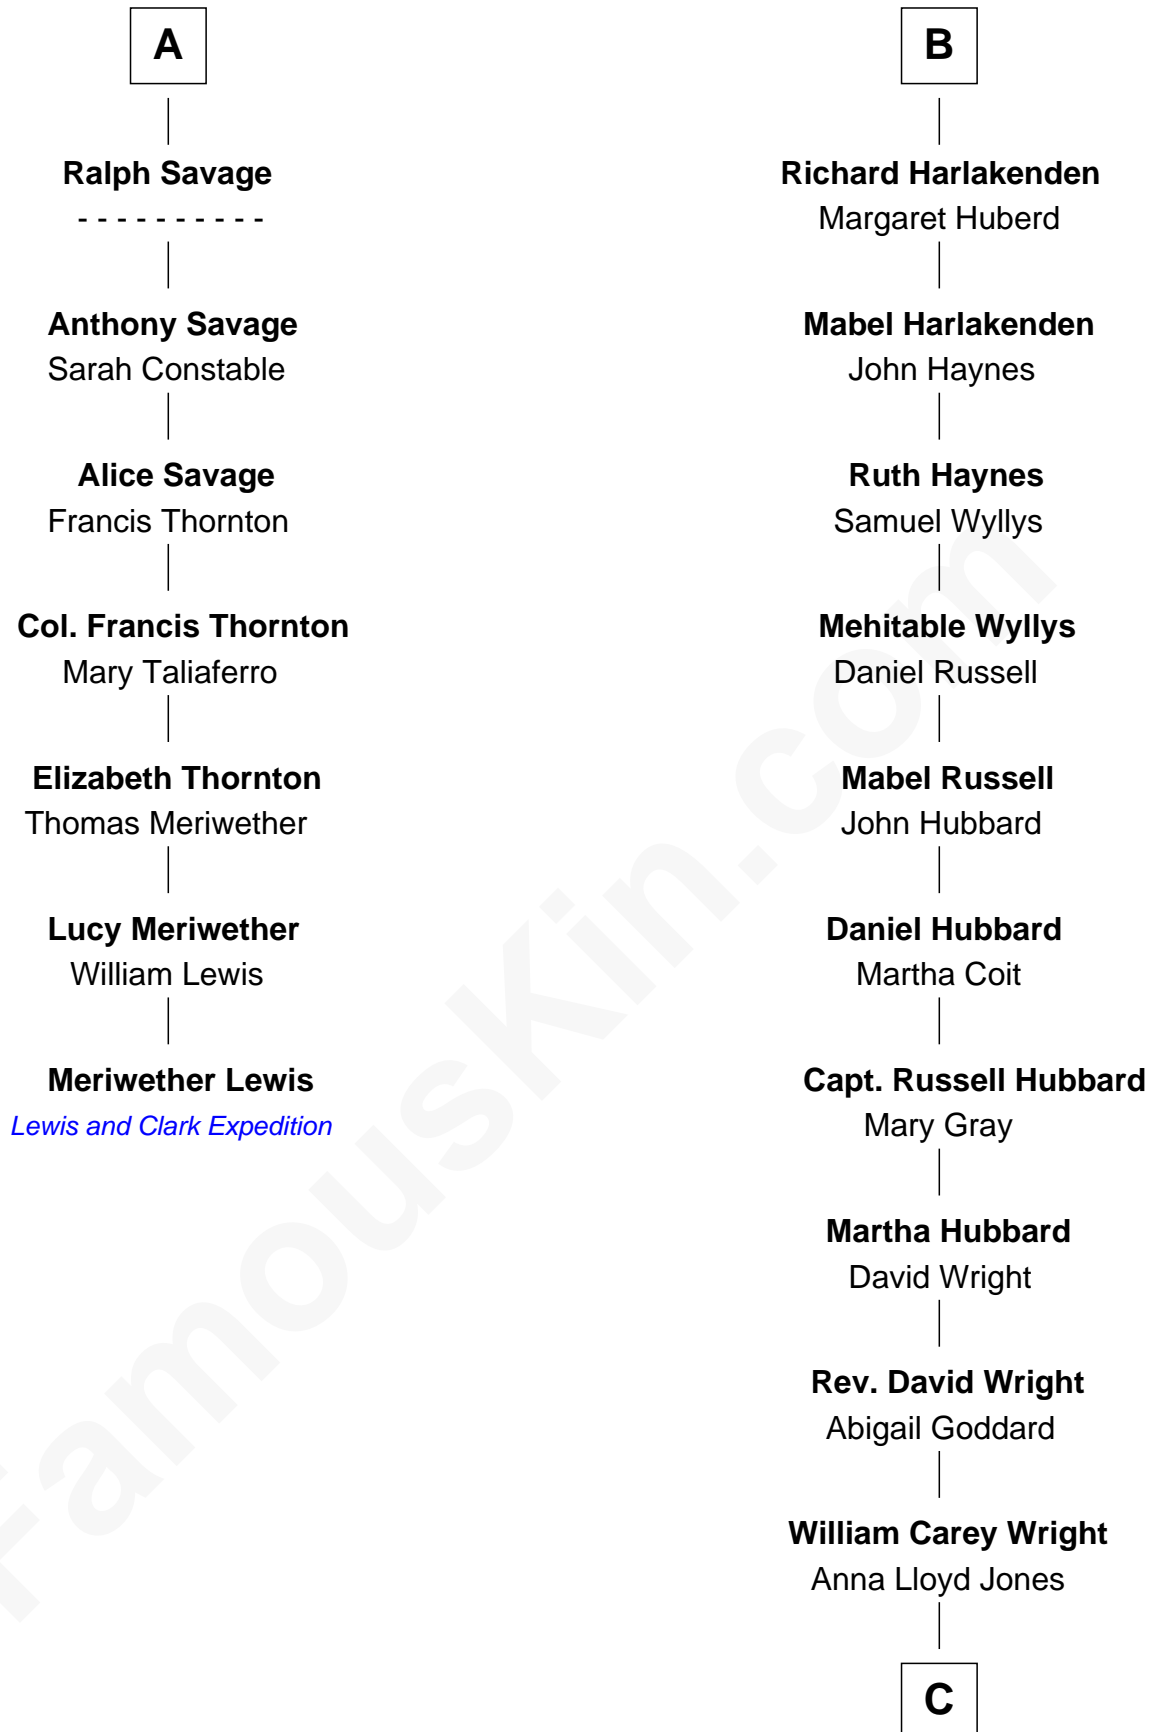 A
Ralph Savage
- - - - - - - - - -
Anthony Savage
Sarah Constable
Alice Savage
Francis Thornton
Col. Francis Thornton
Mary Taliaferro
Elizabeth Thornton
Thomas Meriwether
Lucy Meriwether
William Lewis
Meriwether Lewis
Lewis and Clark Expedition
B
Richard Harlakenden
Margaret Huberd
Mabel Harlakenden
John Haynes
Ruth Haynes
Samuel Wyllys
Mehitable Wyllys
Daniel Russell
Mabel Russell
John Hubbard
Daniel Hubbard
Martha Coit
Capt. Russell Hubbard
Mary Gray
Martha Hubbard
David Wright
Rev. David Wright
Abigail Goddard
William Carey Wright
Anna Lloyd Jones
C
FamousKin.com